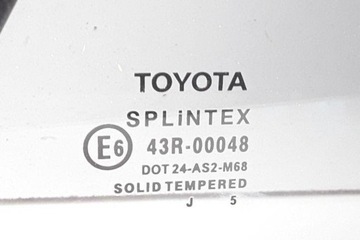 TOYOTA
SPLiNTEX
E6 43R-00048
DOT 24-AS2-M68
SOLID TEMPERED
J 5